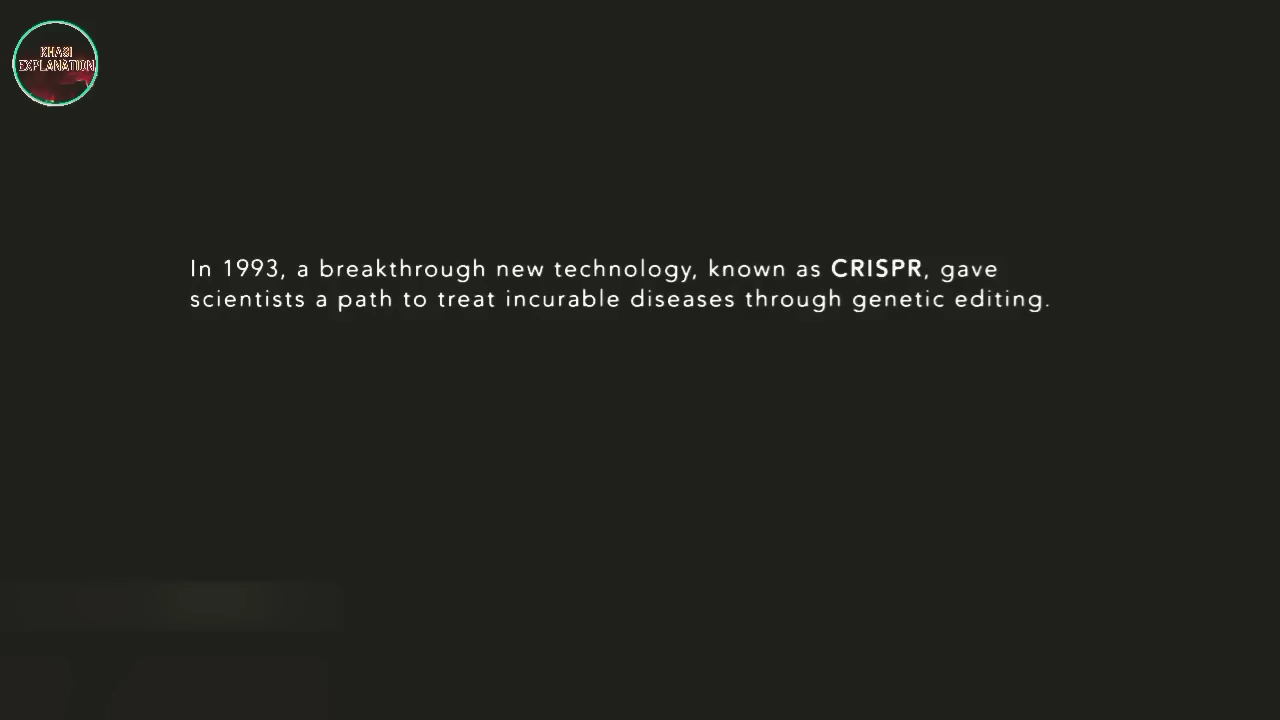 KHASI
EXPLANATION
In 1993, a breakthrough new technology, known as CRISPR, gave
scientists a path to treat incurable diseases through genetic editing.